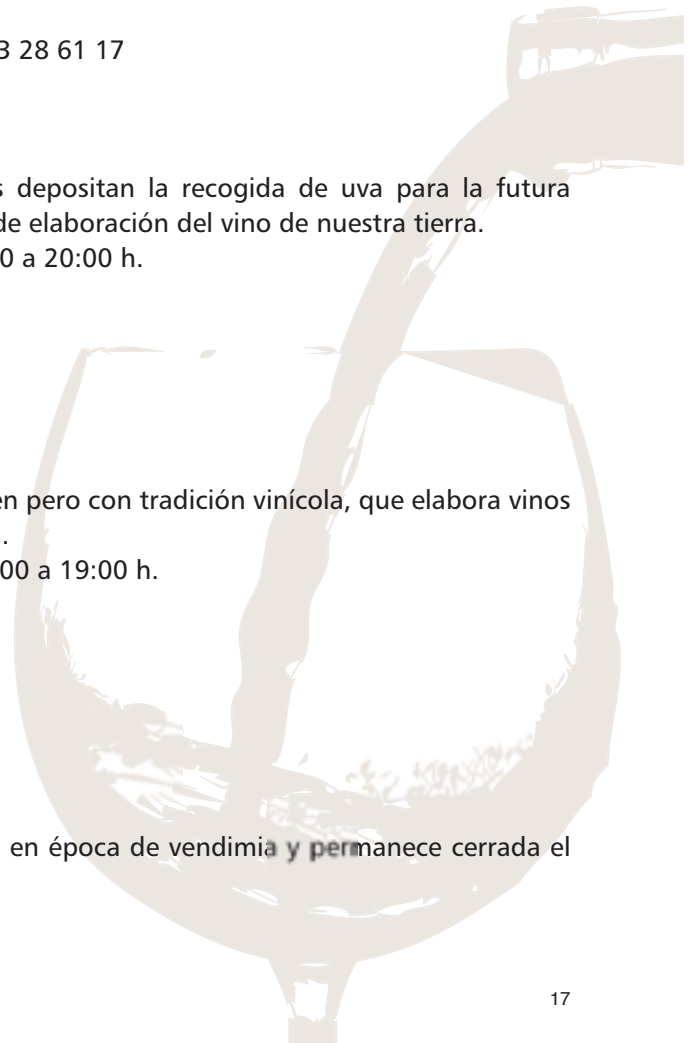 3 28 61 17
s depositan la recogida de uva para la futura
de elaboración del vino de nuestra tierra.
0 a 20:00 h.
en pero con tradición vinícola, que elabora vinos
.
00 a 19:00 h.
en época de vendimia y permanece cerrada el
17